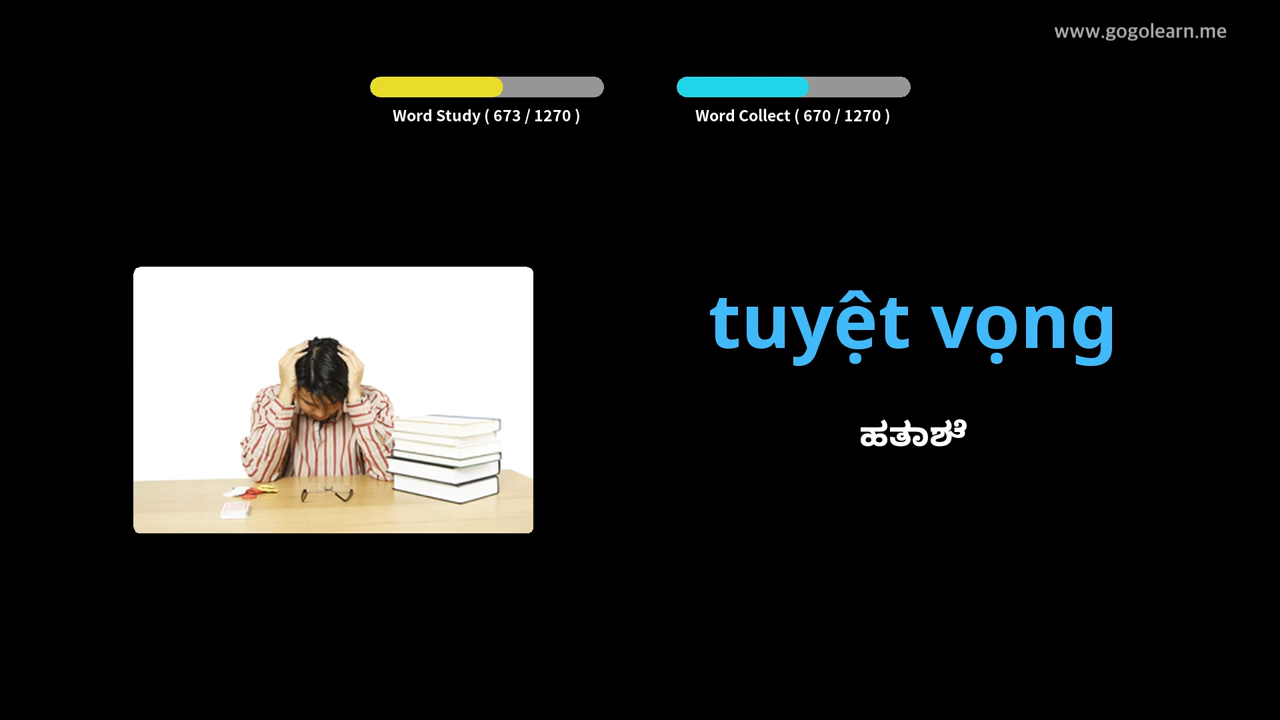 www.gogolearn.me
Word Study ( 673 / 1270 )
Word Collect ( 670 / 1270 )
tuyệt vọng
ಹತಾಶೆ